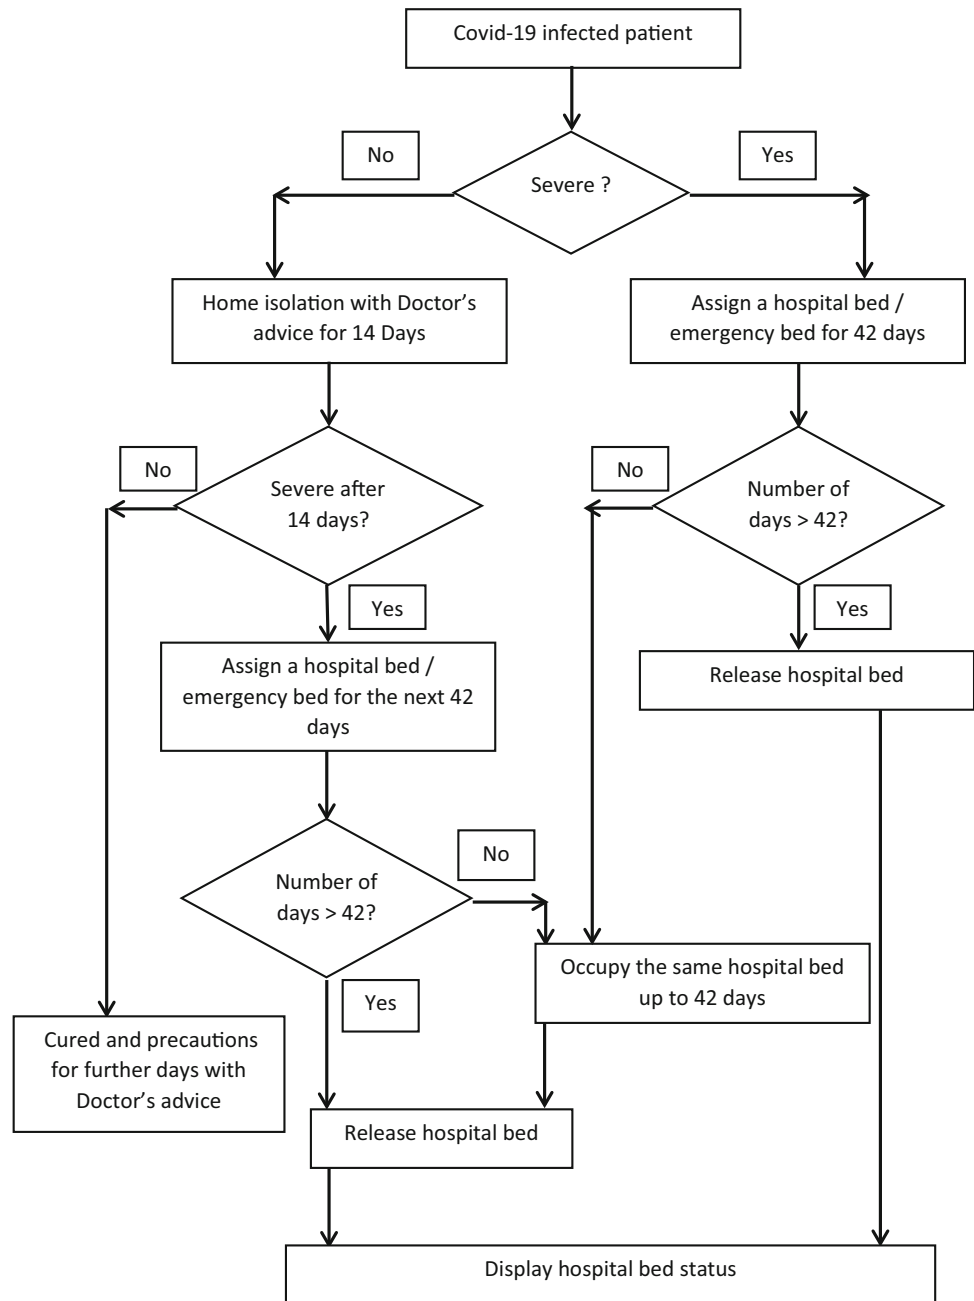 Covid-19 infected patient
No
Yes
Severe ?
Home isolation with Doctor’s
advice for 14 Days
Assign a hospital bed /
emergency bed for 42 days
No
Severe after
14 days?
No
Number of
days > 42?
Yes
Yes
Assign a hospital bed /
emergency bed for the next 42
days
Release hospital bed
No
Number of
days > 42?
Occupy the same hospital bed
up to 42 days
Yes
Cured and precautions
for further days with
Doctor’s advice
Release hospital bed
Display hospital bed status